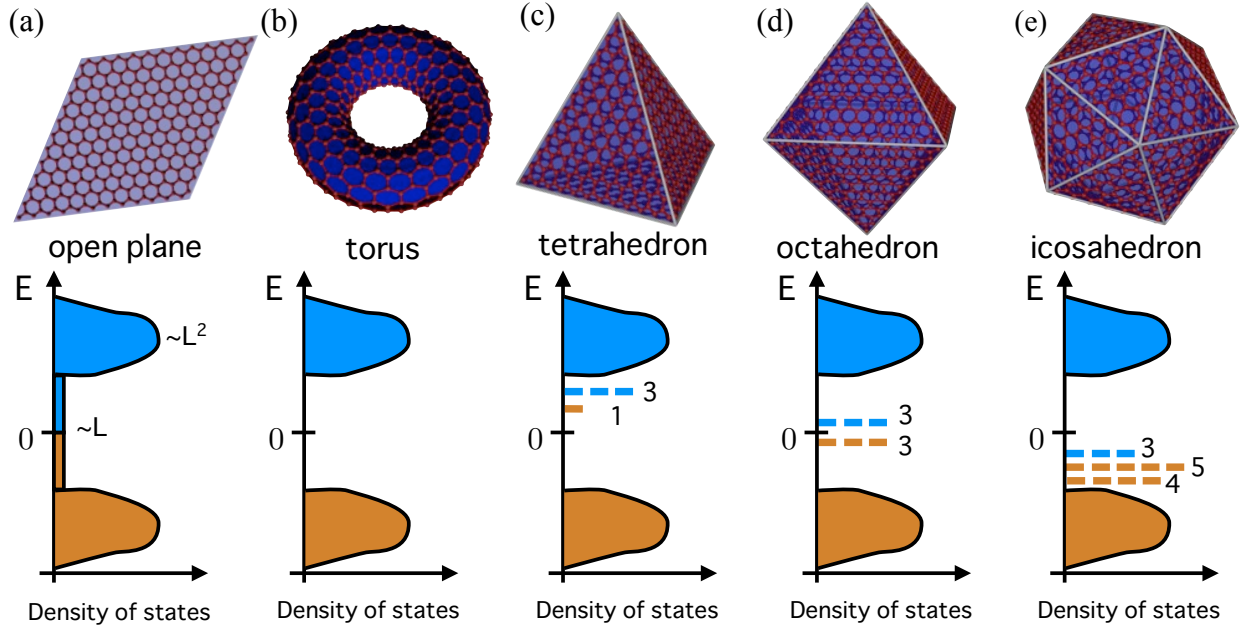 (a) (b) (c) (d) (e)
open plane torus tetrahedron octahedron icosahedron
E E E E E
~L²
3
1
3
3
3
5
4
~L
0 0 0 0 0
Density of states Density of states Density of states Density of states Density of states